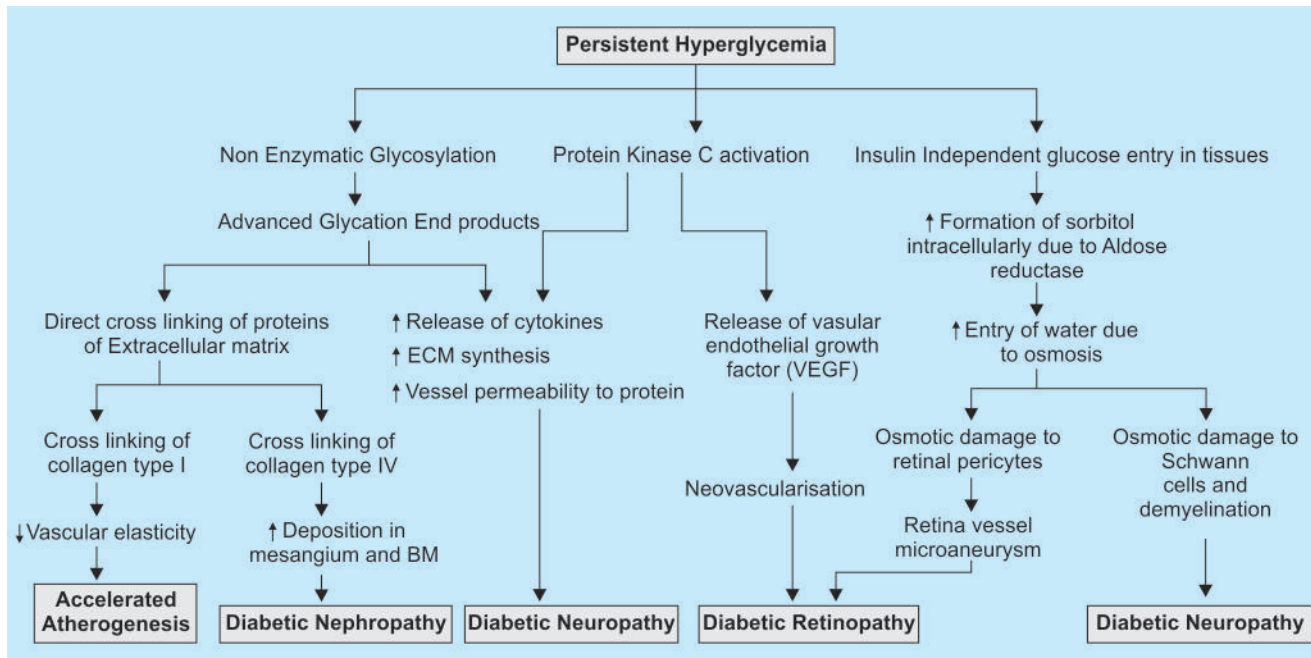 Persistent Hyperglycemia
Non Enzymatic Glycosylation
Protein Kinase C activation
Insulin Independent glucose entry in tissues
Advanced Glycation End products
↑ Formation of sorbitol
intracellularly due to Aldose
reductase
Direct cross linking of proteins
of Extracellular matrix
↑ Release of cytokines
↑ ECM synthesis
↑ Vessel permeability to protein
Release of vasular
endothelial growth
factor (VEGF)
↑ Entry of water due
to osmosis
Cross linking of
collagen type I
Cross linking of
collagen type IV
Neovascularisation
Osmotic damage to
retinal pericytes
Osmotic damage to
Schwann
cells and
demyelination
↓ Vascular elasticity
↑ Deposition in
mesangium and BM
Retina vessel
microaneurysm
Accelerated
Atherogenesis
Diabetic Nephropathy
Diabetic Neuropathy
Diabetic Retinopathy
Diabetic Neuropathy